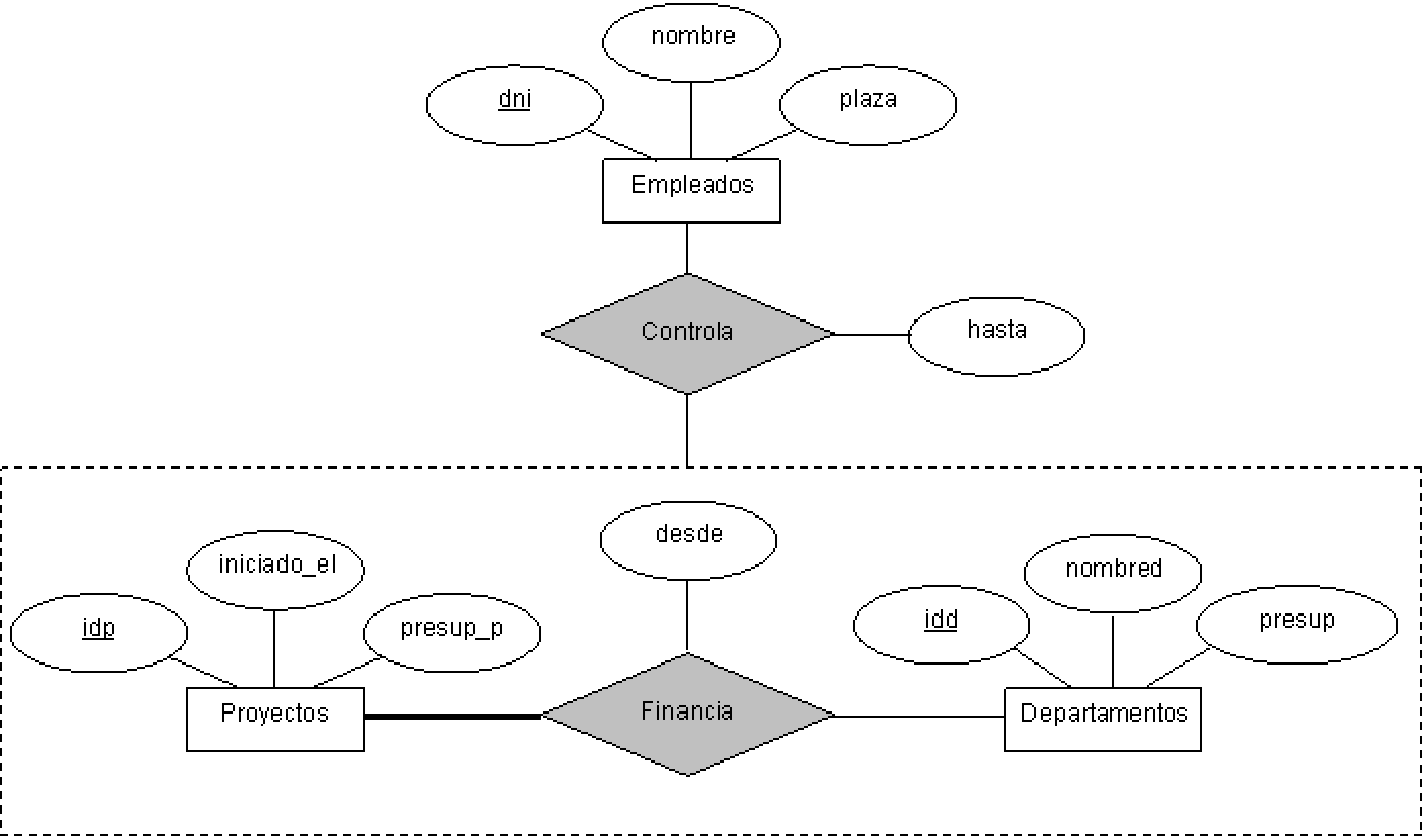 nombre
dni
plaza
Empleados
Controla
hasta
desde
iniciado_el
nombred
idp
presup_p
idd
presup
Proyectos
Financia
Departamentos